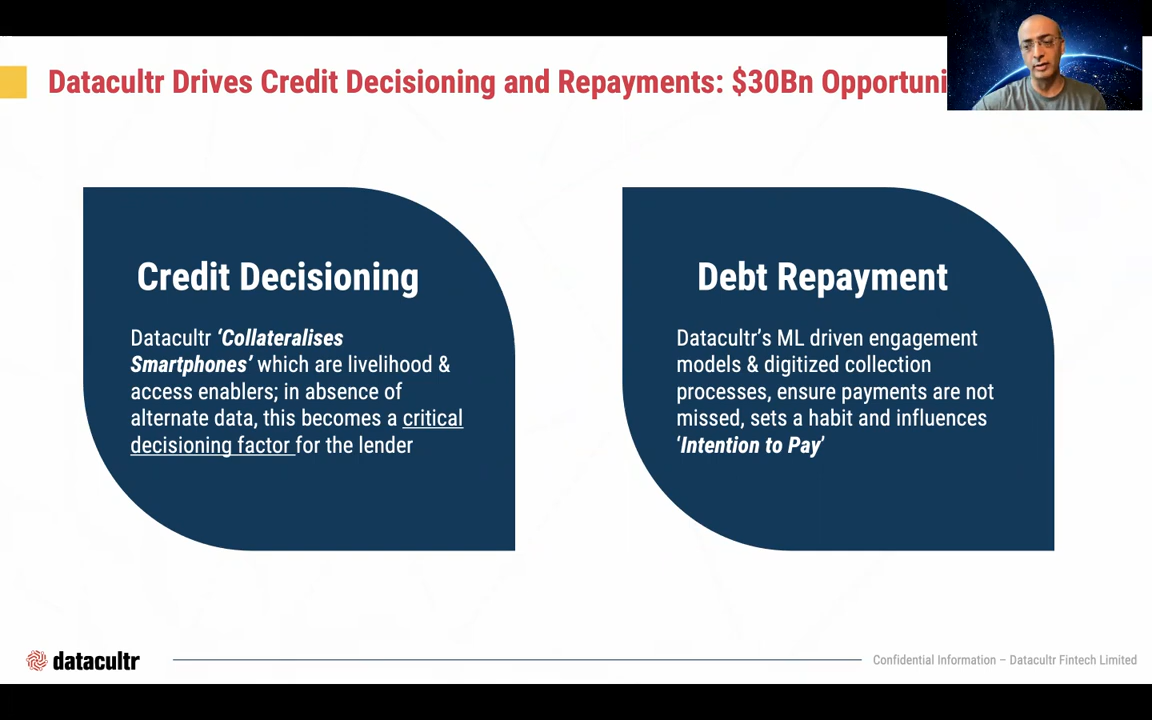 Datacultr Drives Credit Decisioning and Repayments: $30Bn Opportuni
Credit Decisioning
Datacultr ‘Collateralises
Smartphones’ which are livelihood &
access enablers; in absence of
alternate data, this becomes a critical
decisioning factor for the lender
Debt Repayment
Datacultr’s ML driven engagement
models & digitized collection
processes, ensure payments are not
missed, sets a habit and influences
‘Intention to Pay’
datacultr
Confidential Information – Datacultr Fintech Limited